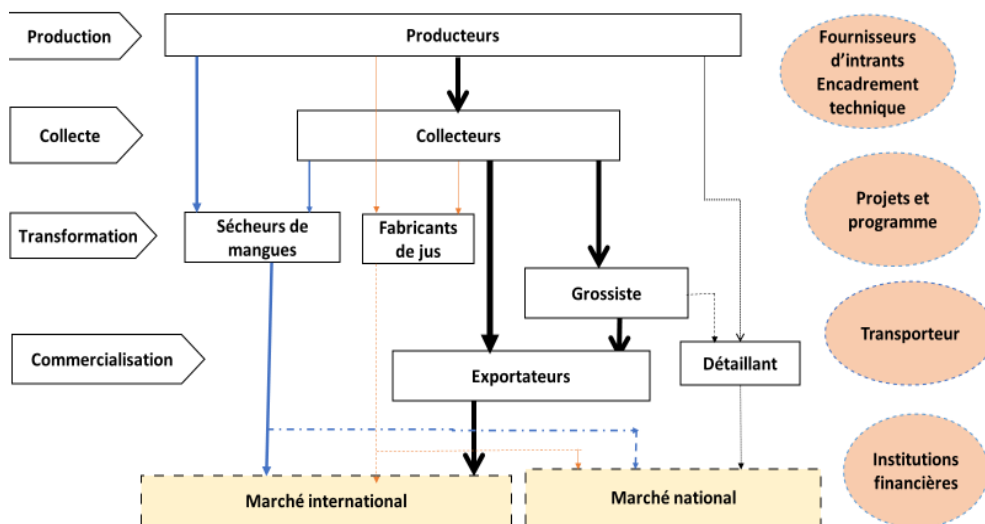 Production
Producteurs
Fournisseurs
d'intrants
Encadrement
technique
Collecte
Collecteurs
Projets et
programme
Transformation
Sécheurs de
mangues
Fabricants
de jus
Grossiste
Transporteur
Commercialisation
Exportateurs
Détaillant
Institutions
financières
Marché international
Marché national